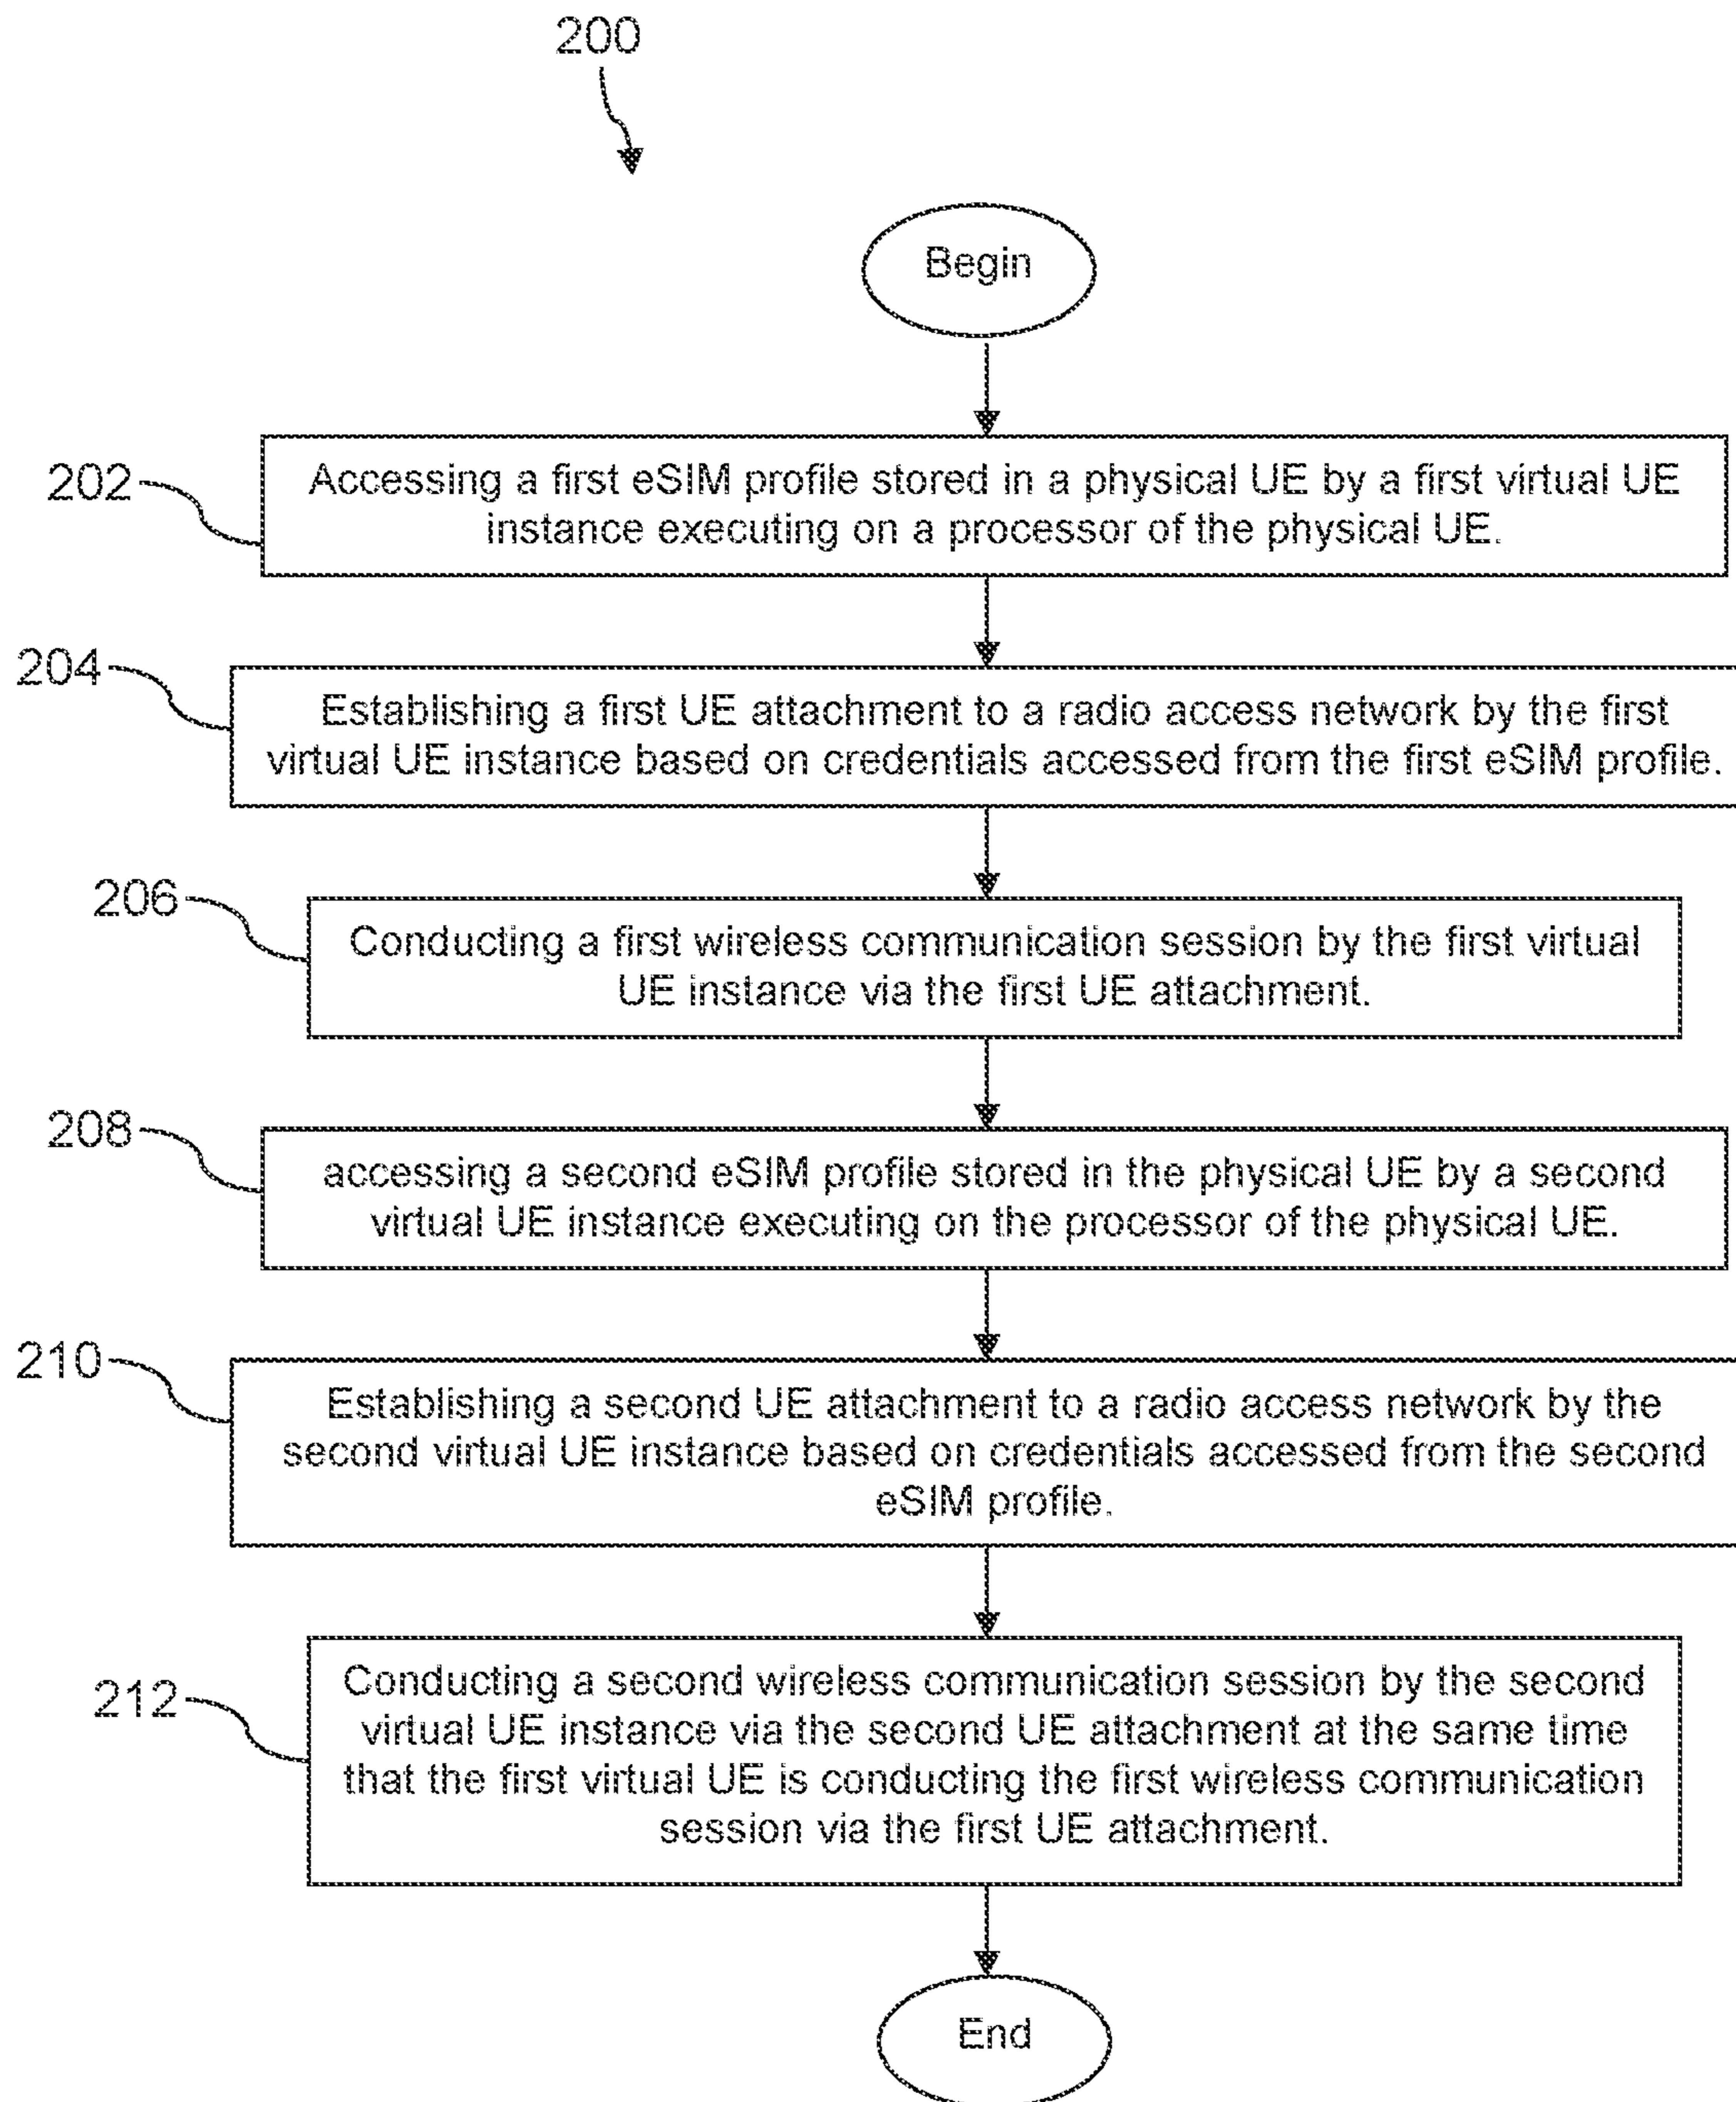 200
Begin
202
Accessing a first eSIM profile stored in a physical UE by a first virtual UE
instance executing on a processor of the physical UE.
204
Establishing a first UE attachment to a radio access network by the first
virtual UE instance based on credentials accessed from the first eSIM profile.
206
Conducting a first wireless communication session by the first virtual
UE instance via the first UE attachment.
208
accessing a second eSIM profile stored in the physical UE by a second
virtual UE instance executing on the processor of the physical UE.
210
Establishing a second UE attachment to a radio access network by the
second virtual UE instance based on credentials accessed from the second
eSIM profile.
212
Conducting a second wireless communication session by the second
virtual UE instance via the second UE attachment at the same time
that the first virtual UE is conducting the first wireless communication
session via the first UE attachment.
End